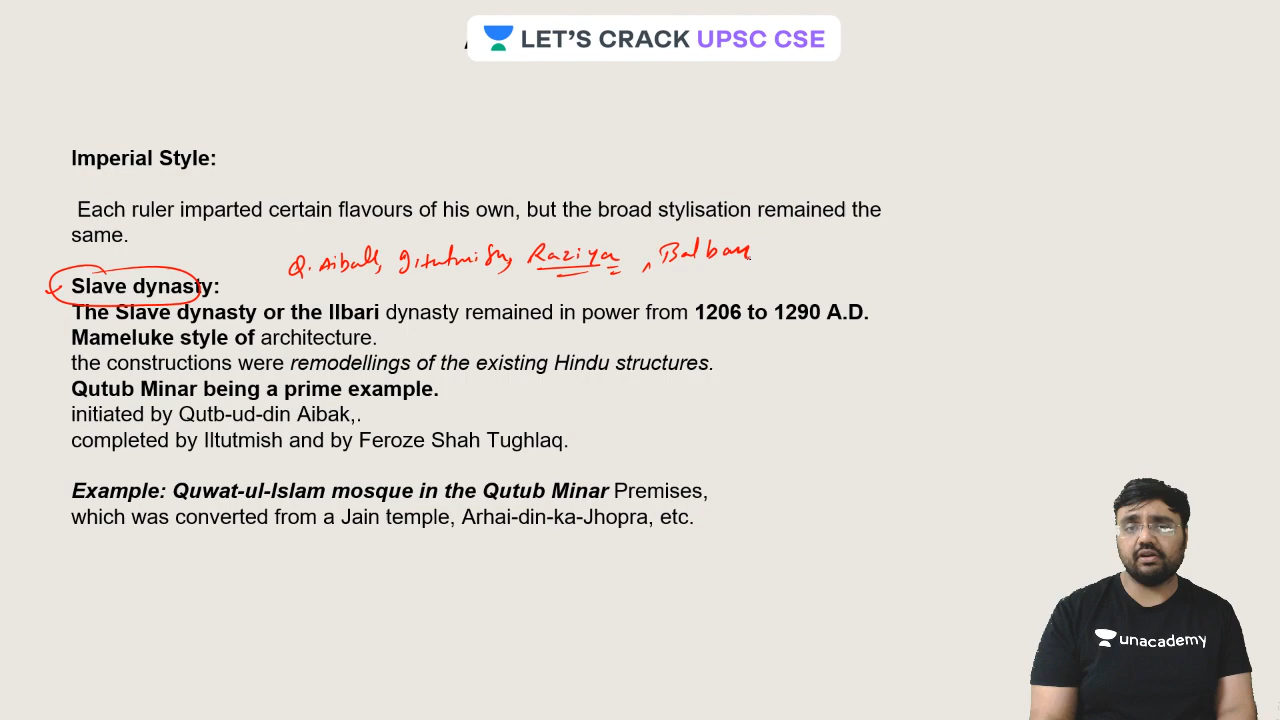 LET'S CRACK UPSC CSE
Imperial Style:
Each ruler imparted certain flavours of his own, but the broad stylisation remained the
same.
Q. Aibak, Iltutmish, Raziya, Balban
Slave dynasty:
The Slave dynasty or the Ilbari dynasty remained in power from 1206 to 1290 A.D.
Mameluke style of architecture.
the constructions were remodellings of the existing Hindu structures.
Qutub Minar being a prime example.
initiated by Qutb-ud-din Aibak,.
completed by Iltutmish and by Feroze Shah Tughlaq.
Example: Quwat-ul-Islam mosque in the Qutub Minar Premises,
which was converted from a Jain temple, Arhai-din-ka-Jhopra, etc.
unacademy